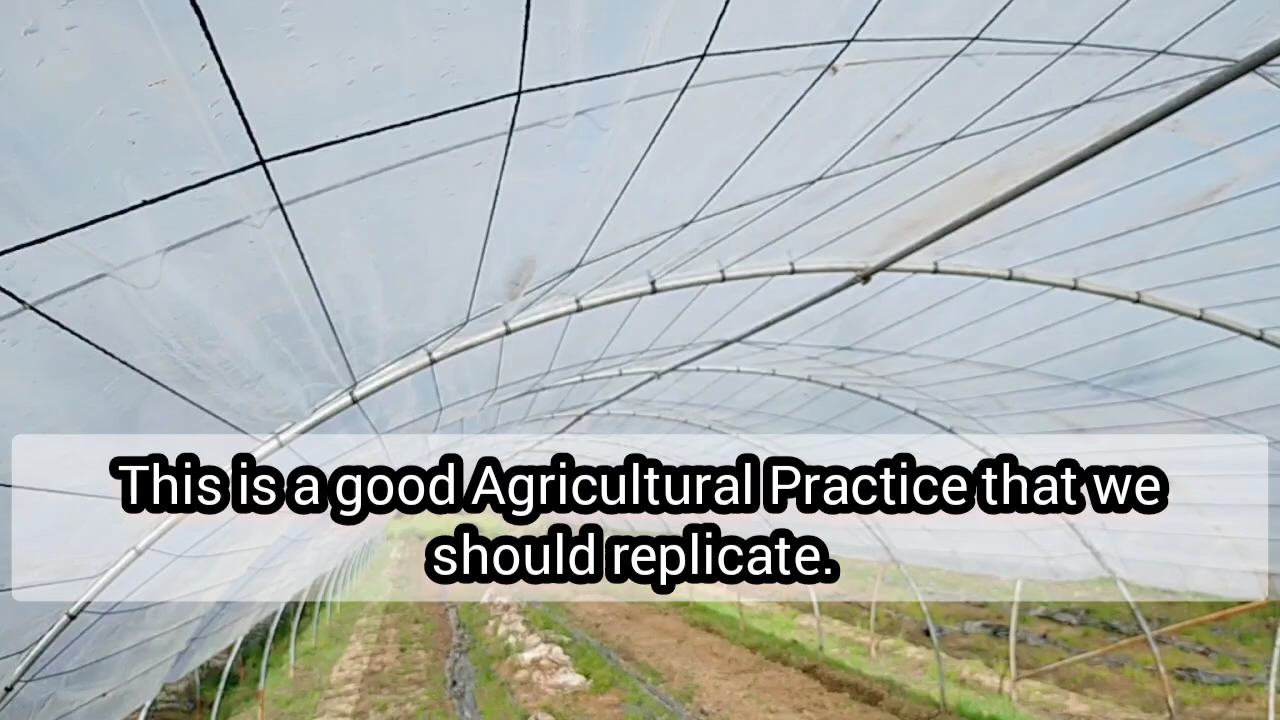 This is a good Agricultural Practice that we
should replicate.